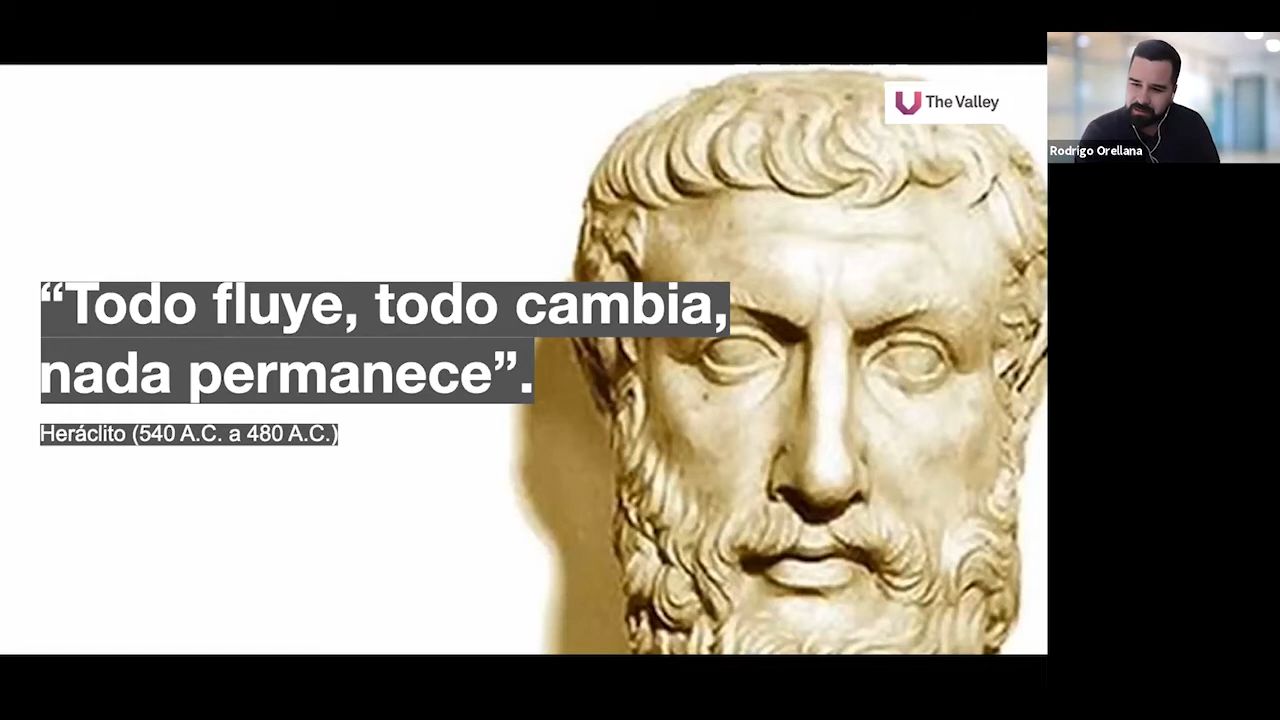 The Valley
Rodrigo Orellana
“Todo fluye, todo cambia,
nada permanece”.
Heráclito (540 A.C. a 480 A.C.)